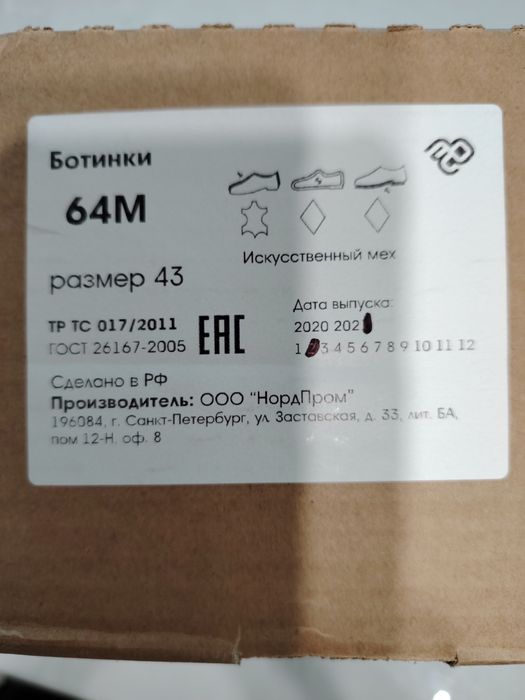 Ботинки
64М
Искусственный мех
размер 43
Дата выпуска:
ТР ТС 017/2011
ЕАС
2020 202
ГОСТ 26167-2005
1 2 3 4 5 6 7 8 9 10 11 12
Сделано в РФ
Производитель: ООО "НордПром"
196084, г. Санкт-Петербург, ул. Заставская, д. 33, лит. БА,
пом 12-Н. оф. 8